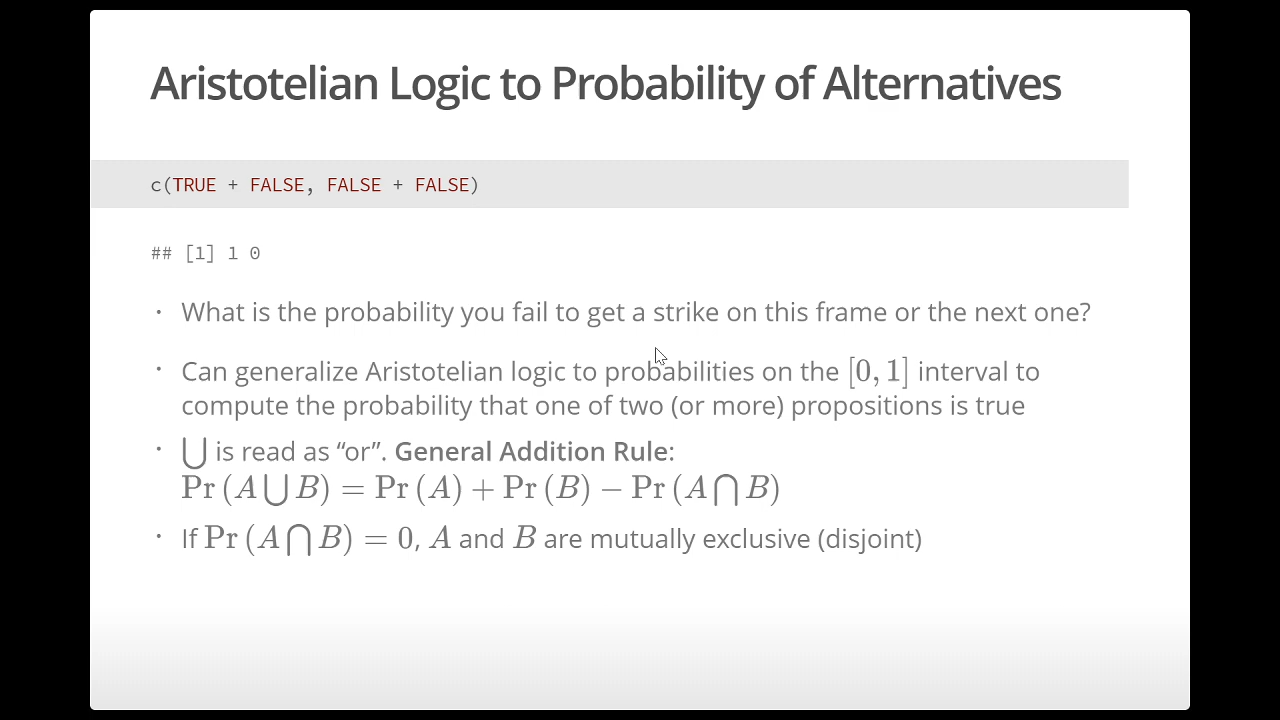 Aristotelian Logic to Probability of Alternatives
c(TRUE + FALSE, FALSE + FALSE)
## [1] 1 0
• What is the probability you fail to get a strike on this frame or the next one?
• Can generalize Aristotelian logic to probabilities on the [0, 1] interval to
compute the probability that one of two (or more) propositions is true
• ⋃ is read as “or”. General Addition Rule:
Pr (A ⋃ B) = Pr (A) + Pr (B) − Pr (A ⋂ B)
• If Pr (A ⋂ B) = 0, A and B are mutually exclusive (disjoint)